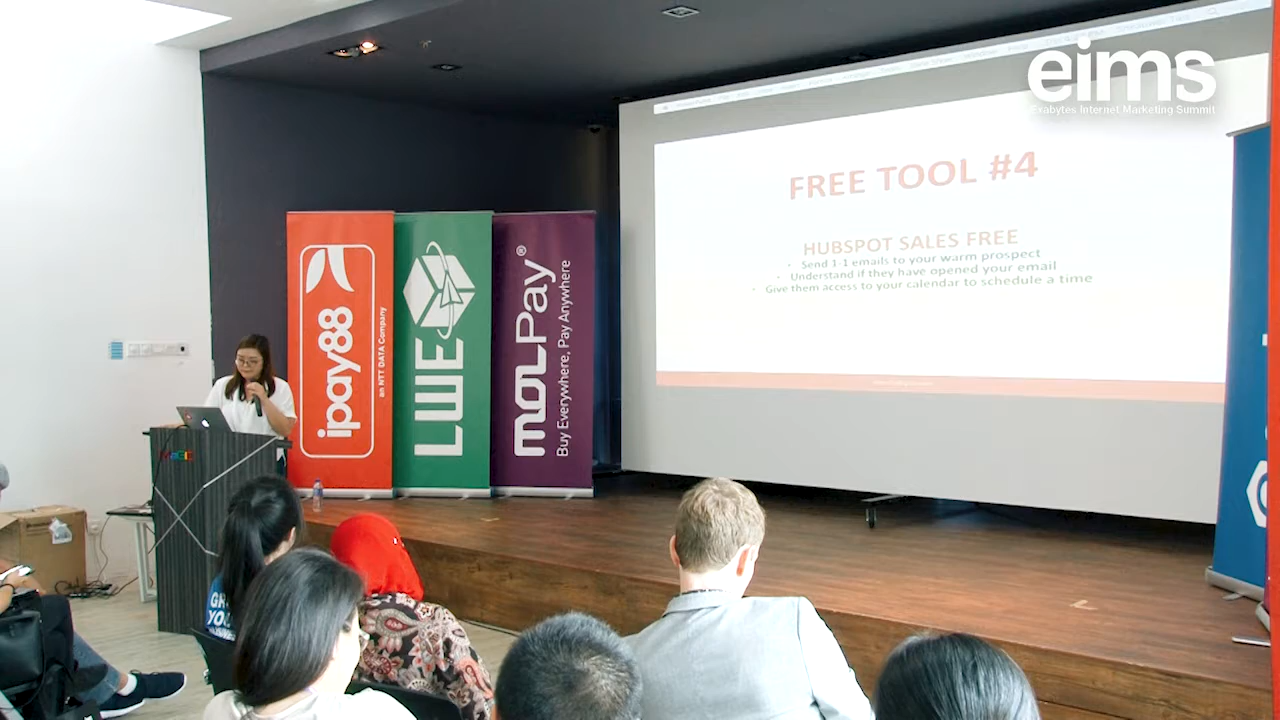 eims
Exabytes Internet Marketing Summit
FREE TOOL #4
HUBSPOT SALES FREE
Send 1-1 emails to your warm prospect
Understand if they have opened your email
Give them access to your calendar to schedule a time
ipay88
an NTT DATA Company
LWE
mOLPay®
Buy Everywhere, Pay Anywhere